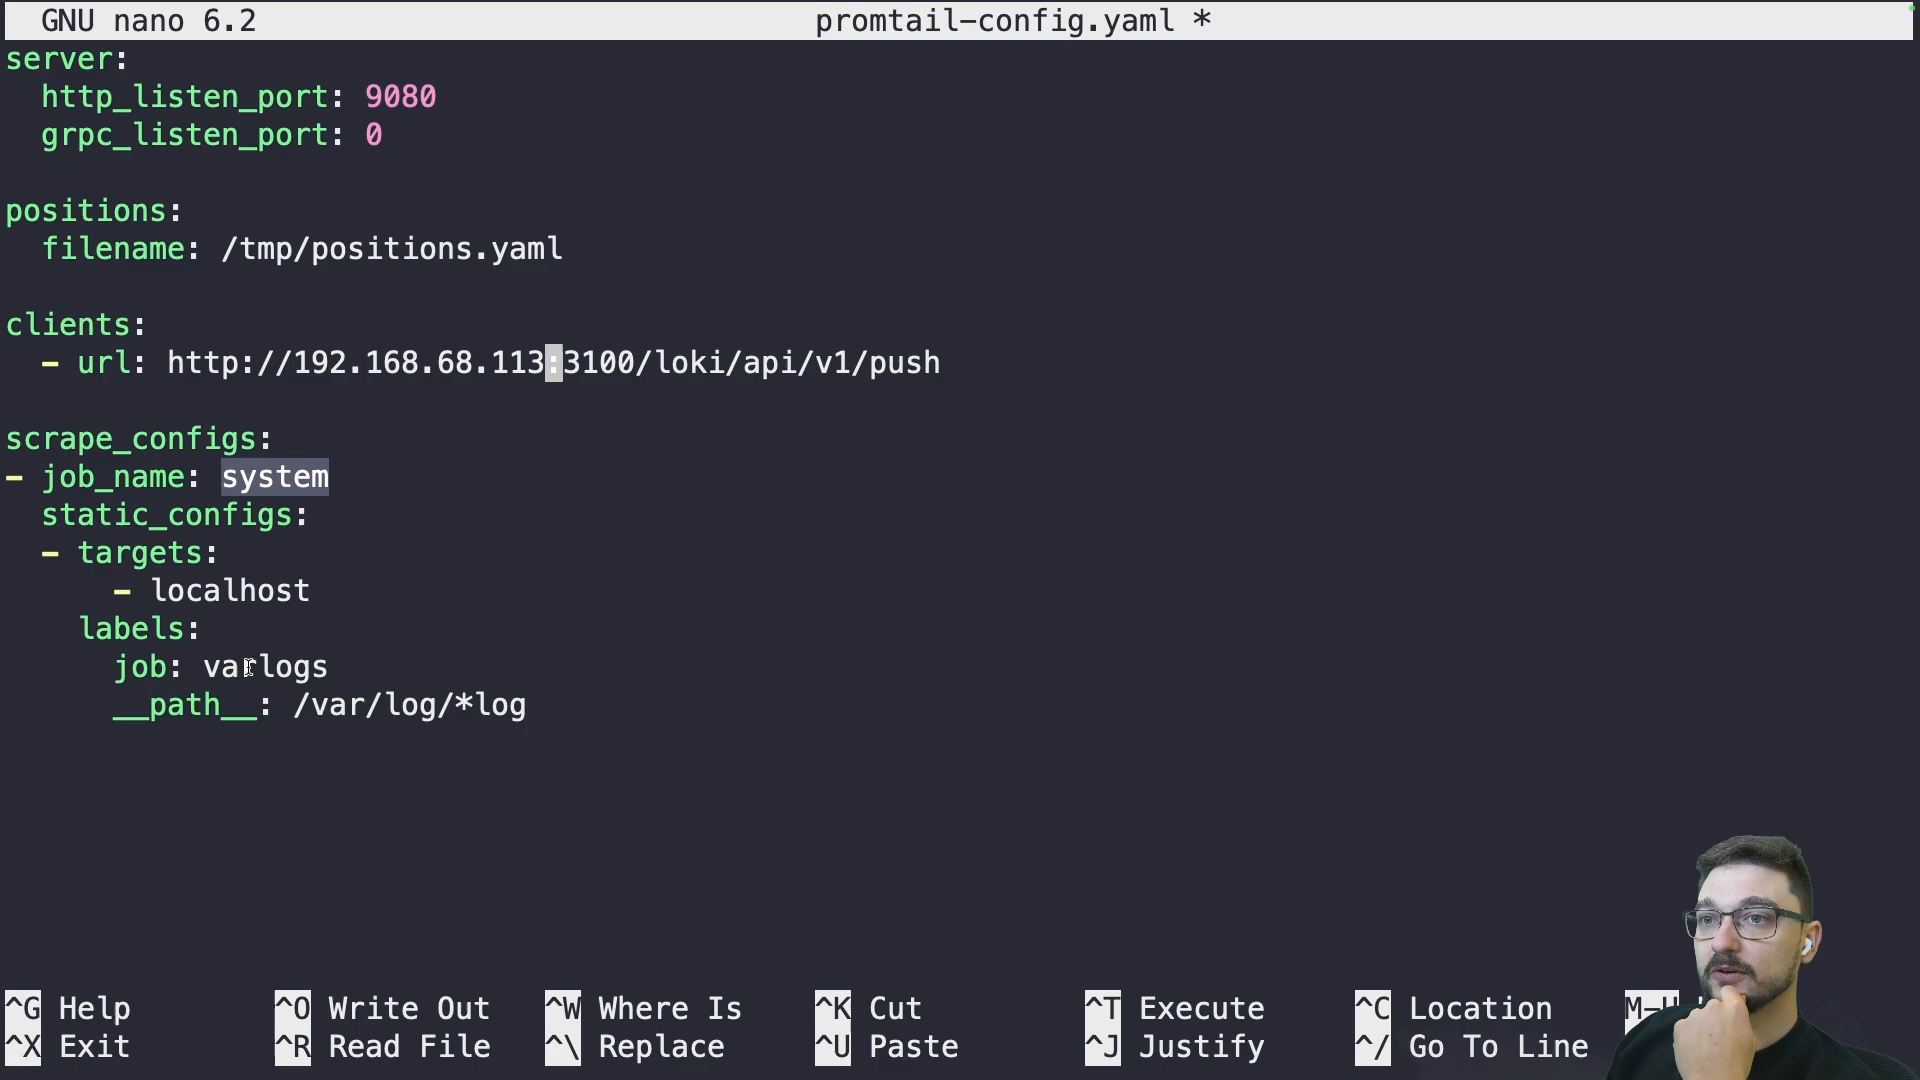 GNU nano 6.2 promtail-config.yaml *
server:
  http_listen_port: 9080
  grpc_listen_port: 0

positions:
  filename: /tmp/positions.yaml

clients:
  - url: http://192.168.68.113:3100/loki/api/v1/push

scrape_configs:
- job_name: system
  static_configs:
  - targets:
      - localhost
    labels:
      job: varlogs
      __path__: /var/log/*log
^G Help ^O Write Out ^W Where Is ^K Cut ^T Execute ^C Location
^X Exit ^R Read File ^\ Replace ^U Paste ^J Justify ^/ Go To Line